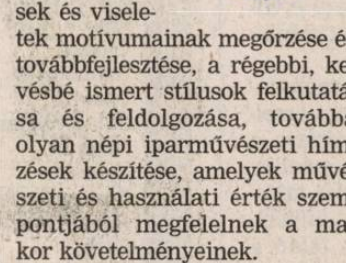 sek és visele-
tek motívumainak megőrzése é
továbbfejlesztése, a régebbi, ke
vésbé ismert stílusok felkutatá
sa és feldolgozása, továbbá
olyan népi iparművészeti hím
zések készítése, amelyek művé
szeti és használati érték szem
pontjából megfelelnek a ma
kor követelményeinek.